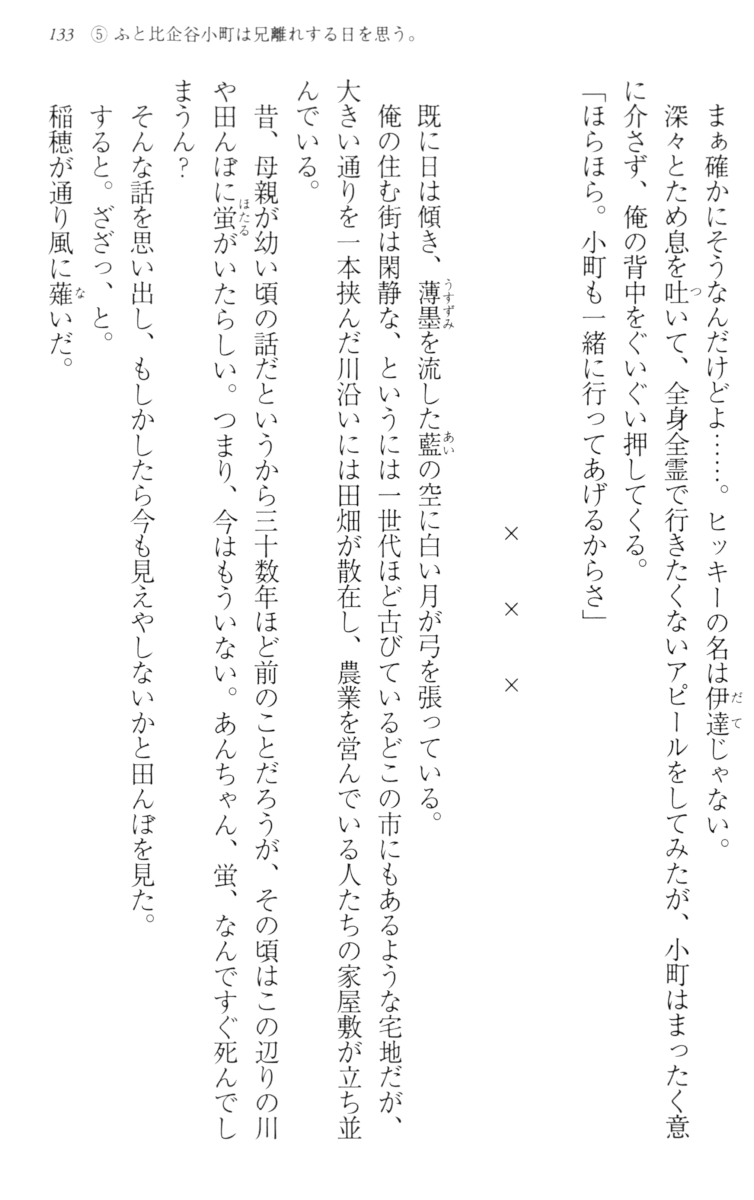 133 ⑤ ふと比企谷小町は兄離れする日を思う。
まぁ確かにそうなんだけどよ……。ヒッキーの名は伊達じゃない。
深々とため息を吐いて、全身全霊で行きたくないアピールをしてみたが、小町はまったく意
に介さず、俺の背中をぐいぐい押してくる。
「ほらほら。小町も一緒に行ってあげるからさ」
× × ×
既に日は傾き、薄墨を流した藍の空に白い月が弓を張っている。
俺の住む街は閑静な、というには一世代ほど古びているどこの市にもあるような宅地だが、
大きい通りを一本挟んだ川沿いには田畑が散在し、農業を営んでいる人たちの家屋敷が立ち並
んでいる。
昔、母親が幼い頃の話だというから三十数年ほど前のことだろうが、その頃はこの辺りの川
や田んぼに蛍がいたらしい。つまり、今はもういない。あんちゃん、蛍、なんですぐ死んでし
まうん?
そんな話を思い出し、もしかしたら今も見えやしないかと田んぼを見た。
すると。ざざっ、と。
稲穂が通り風に薙いだ。